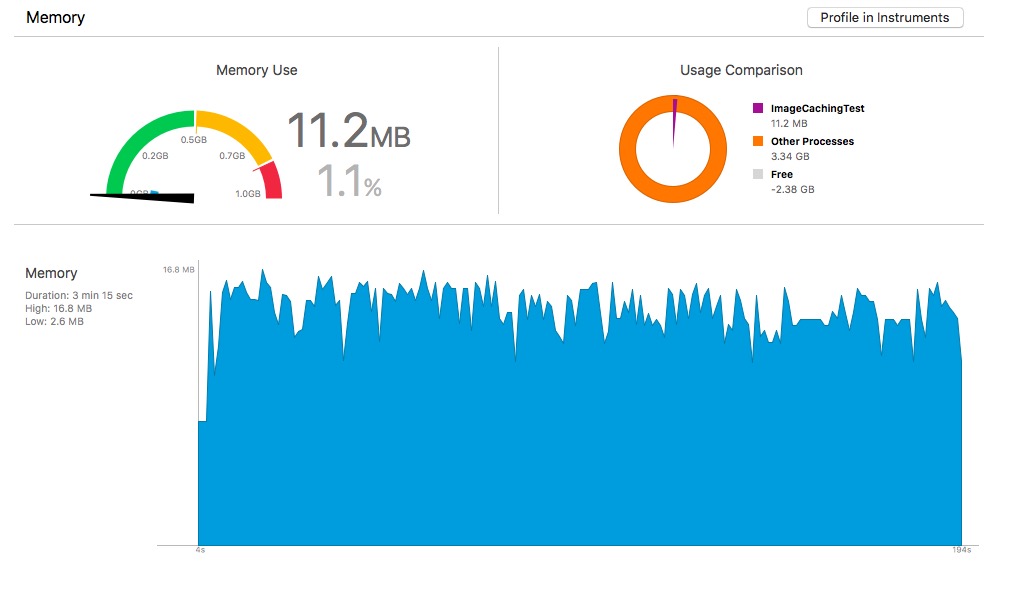 Memory
Profile in Instruments
Memory Use
Usage Comparison
0GB
0.2GB
0.5GB
0.7GB
1.0GB
11.2MB
1.1%
ImageCachingTest
11.2 MB
Other Processes
3.34 GB
Free
-2.38 GB
Memory
Duration: 3 min 15 sec
High: 16.8 MB
Low: 2.6 MB
16.8 MB
4s
194s